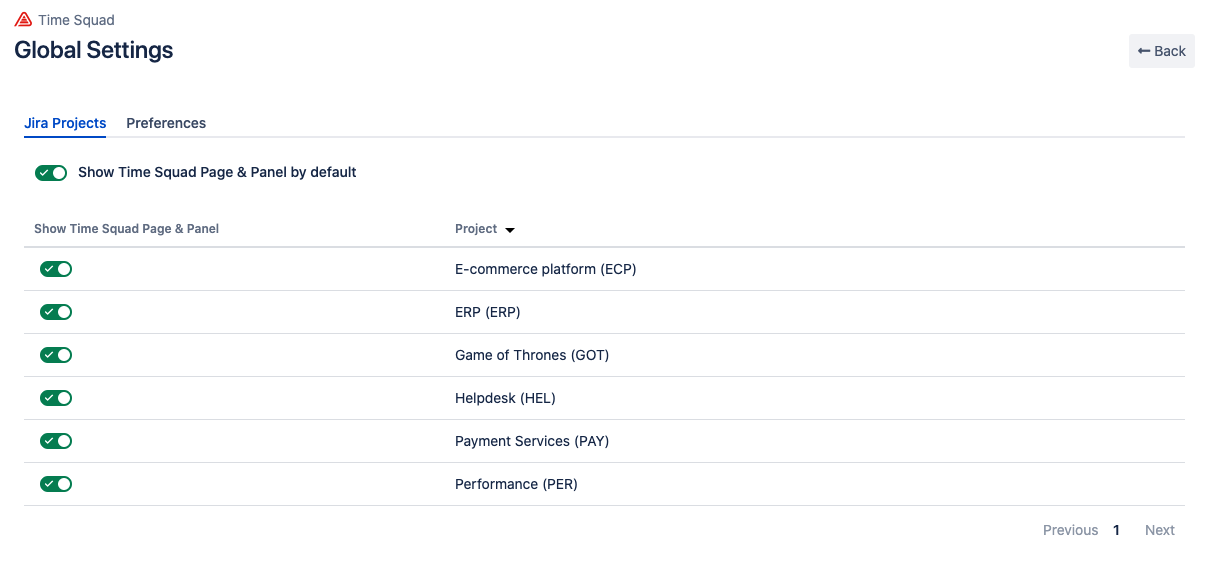 Time Squad
Global Settings
Back
Jira Projects Preferences
Show Time Squad Page & Panel by default
Show Time Squad Page & Panel Project
E-commerce platform (ECP)
ERP (ERP)
Game of Thrones (GOT)
Helpdesk (HEL)
Payment Services (PAY)
Performance (PER)
Previous 1 Next